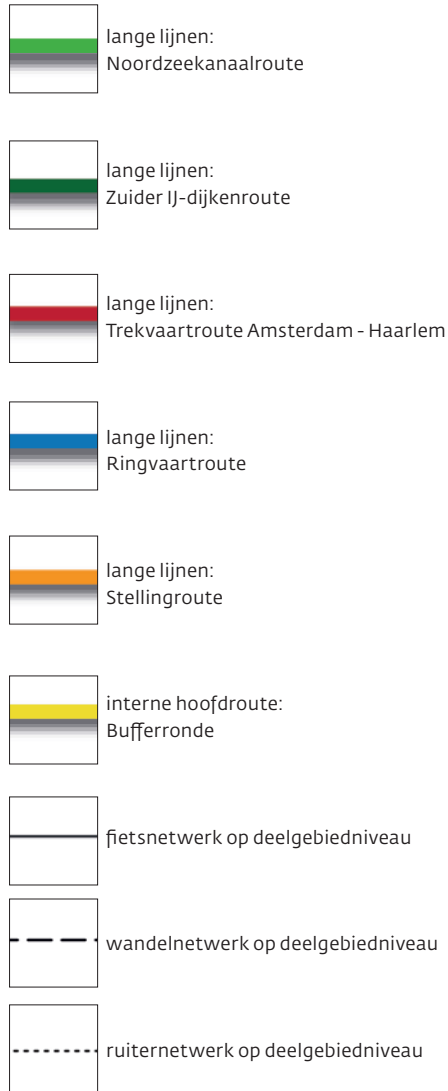 lange lijnen:
Noordzeekanaalroute
lange lijnen:
Zuider IJ-dijkenroute
lange lijnen:
Trekvaartroute Amsterdam - Haarlem
lange lijnen:
Ringvaartroute
lange lijnen:
Stellingroute
interne hoofdroute:
Bufferronde
fietsnetwerk op deelgebiedniveau
wandelnetwerk op deelgebiedniveau
ruiternetwerk op deelgebiedniveau